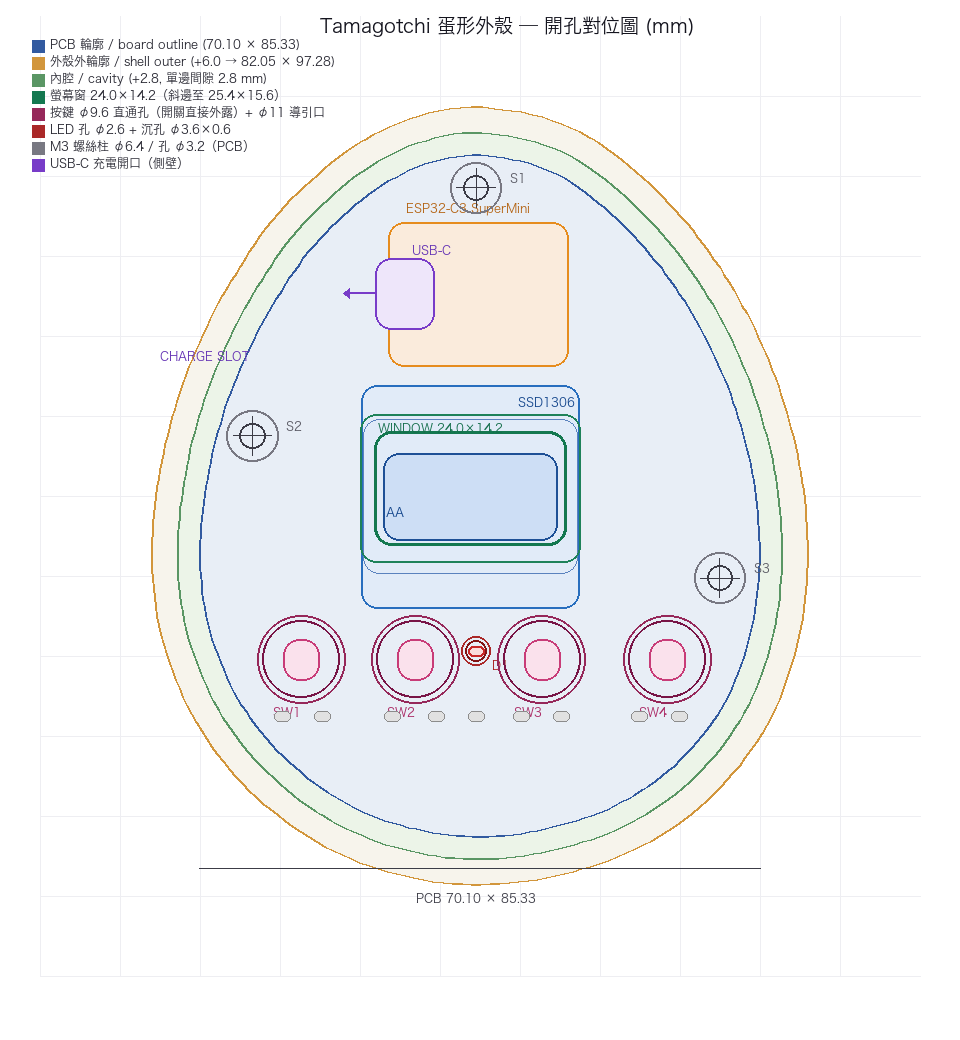 Tamagotchi 蛋形外殼 — 開孔對位圖 (mm)
PCB 輪廓 / board outline (70.10 × 85.33)
外殼外輪廓 / shell outer (+6.0 → 82.05 × 97.28)
內腔 / cavity (+2.8, 單邊間隙 2.8 mm)
螢幕窗 24.0×14.2（斜邊至 25.4×15.6）
按鍵 φ9.6 直通孔（開關直接外露）+ φ11 導引口
LED 孔 φ2.6 + 沉孔 φ3.6×0.6
M3 螺絲柱 φ6.4 / 孔 φ3.2（PCB）
USB-C 充電開口（側壁）
S1
ESP32-C3 SuperMini
USB-C
CHARGE SLOT
SSD1306
S2
WINDOW 24.0×14.2
AA
S3
D
SW1
SW2
SW3
SW4
PCB 70.10 × 85.33